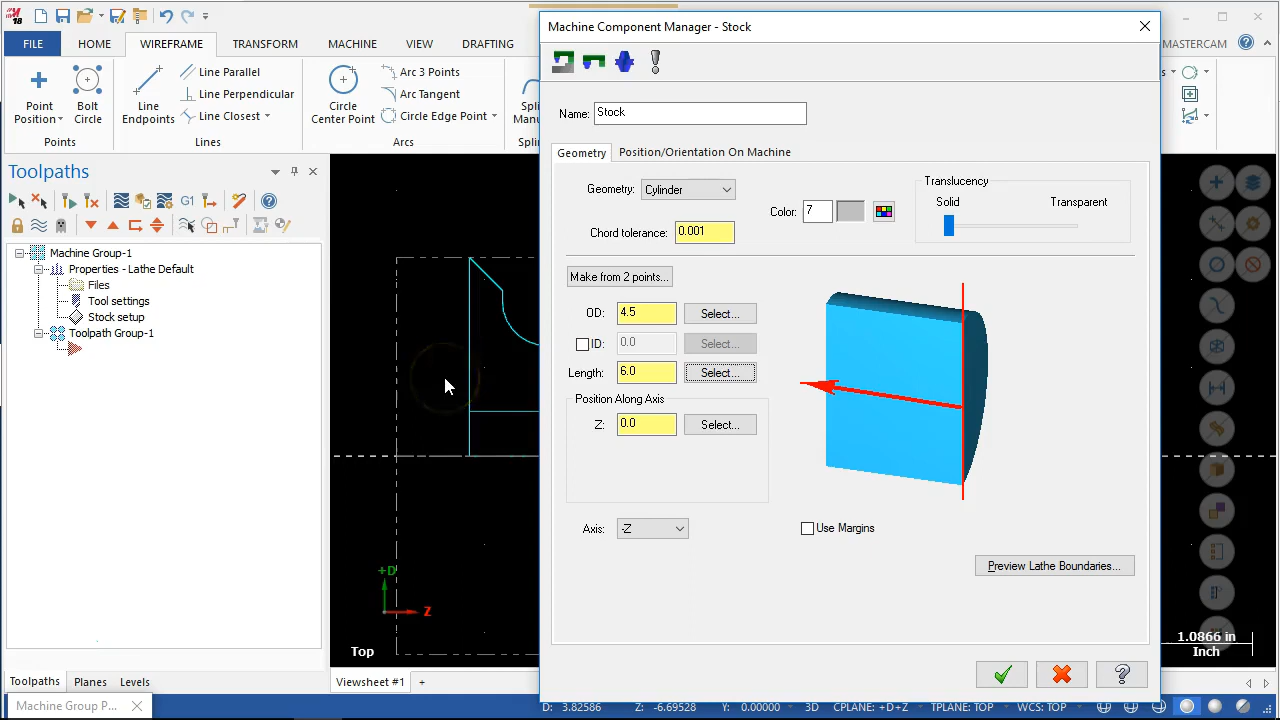 18
FILE
HOME
WIREFRAME
TRANSFORM
MACHINE
VIEW
DRAFTING
MASTERCAM
Point
Position
Bolt
Circle
Points
Line
Endpoints
Line Parallel
Line Perpendicular
Line Closest
Lines
Circle
Center Point
Arc 3 Points
Arc Tangent
Circle Edge Point
Arcs
Toolpaths
G1
Machine Group-1
Properties - Lathe Default
Files
Tool settings
Stock setup
Toolpath Group-1
+D
Z
Top
Toolpaths
Planes
Levels
Viewsheet #1
+
Machine Group P...
Machine Component Manager - Stock
Name:
Stock
Geometry
Position/Orientation On Machine
Geometry:
Cylinder
Color:
7
Chord tolerance:
0.001
Translucency
Solid
Transparent
Make from 2 points...
OD:
4.5
Select...
ID:
0.0
Select...
Length:
6.0
Select...
Position Along Axis
Z:
0.0
Select...
Axis:
-Z
Use Margins
Preview Lathe Boundaries...
1.0866 in
Inch
D: 3.82586
Z: -6.69528
Y: 0.00000
3D
CPLANE: +D+Z
TPLANE: TOP
WCS: TOP